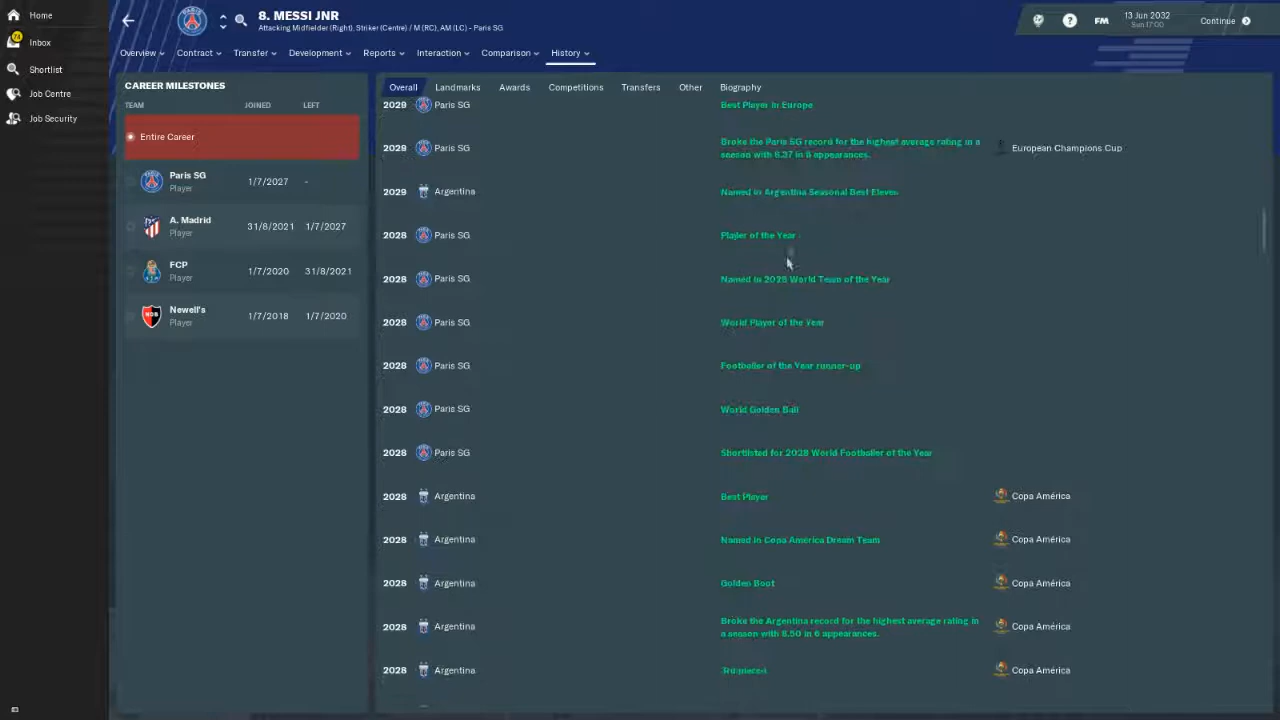 Home
74
Inbox
Shortlist
Job Centre
Job Security
8. MESSI JNR
Attacking Midfielder (Right), Striker (Centre) / M (RC), AM (LC) - Paris SG
? FM 13 Jun 2032 Continue
Sun 17:00
Overview Contract Transfer Development Reports Interaction Comparison History
CAREER MILESTONES
TEAM JOINED LEFT
Entire Career
Paris SG 1/7/2027 -
Player
A. Madrid 31/8/2021 1/7/2027
Player
FCP 1/7/2020 31/8/2021
Player
Newell's 1/7/2018 1/7/2020
Player
Overall Landmarks Awards Competitions Transfers Other Biography
2029 Paris SG Best Player in Europe
2029 Paris SG Broke the Paris SG record for the highest average rating in a
season with 8.37 in 8 appearances. European Champions Cup
2029 Argentina Named in Argentina Seasonal Best Eleven
2028 Paris SG Player of the Year
2028 Paris SG Named in 2028 World Team of the Year
2028 Paris SG World Player of the Year
2028 Paris SG Footballer of the Year runner-up
2028 Paris SG World Golden Ball
2028 Paris SG Shortlisted for 2028 World Footballer of the Year
2028 Argentina Best Player Copa América
2028 Argentina Named in Copa América Dream Team Copa América
2028 Argentina Golden Boot Copa América
2028 Argentina Broke the Argentina record for the highest average rating in
a season with 8.50 in 6 appearances. Copa América
2028 Argentina Copa América